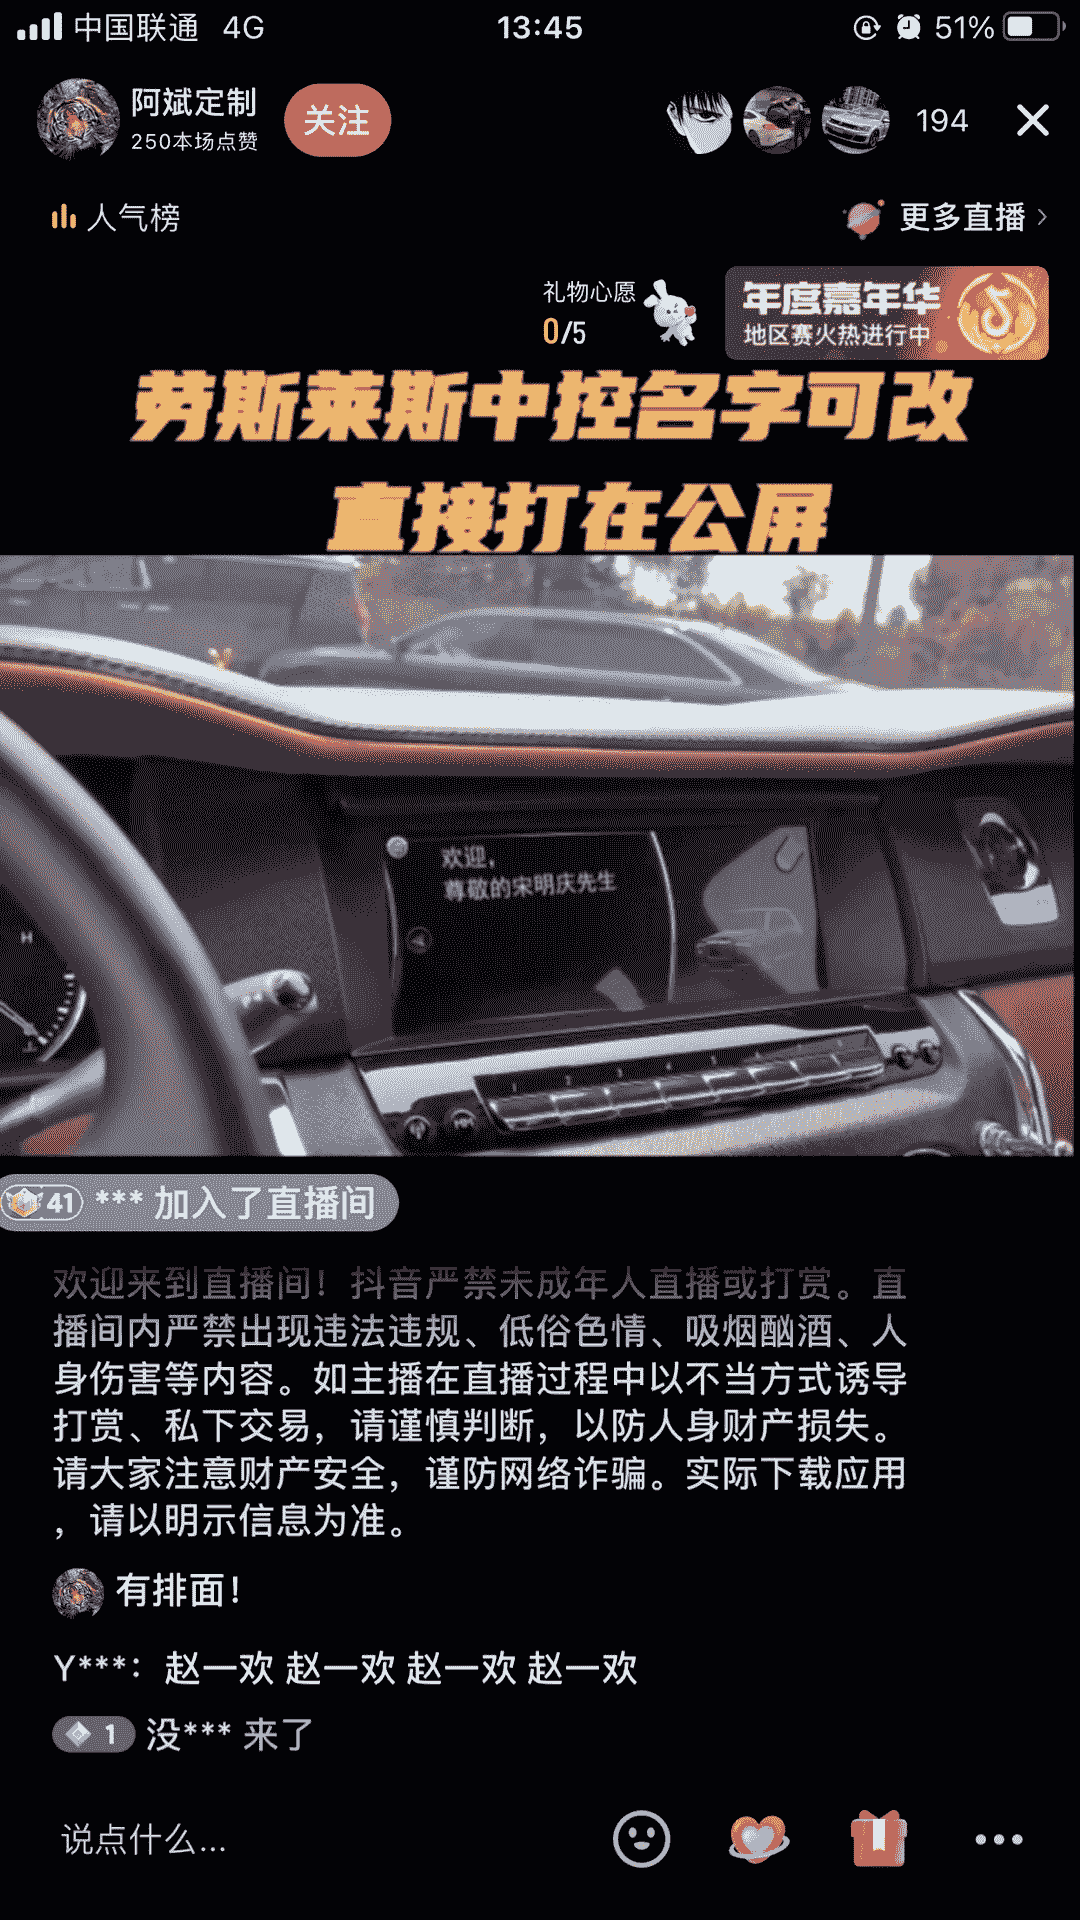 中国联通 4G 13:45 51%
阿斌定制
250本场点赞
关注
194
人气榜
更多直播
礼物心愿
0/5
年度嘉年华
地区赛火热进行中
劳斯莱斯中控名字可改
直接打在公屏
欢迎,
尊敬的宋明庆先生
H
1 2 3 4
41 *** 加入了直播间
欢迎来到直播间！抖音严禁未成年人直播或打赏。直
播间内严禁出现违法违规、低俗色情、吸烟酗酒、人
身伤害等内容。如主播在直播过程中以不当方式诱导
打赏、私下交易，请谨慎判断，以防人身财产损失。
请大家注意财产安全，谨防网络诈骗。实际下载应用
，请以明示信息为准。
有排面！
Y***：赵一欢 赵一欢 赵一欢 赵一欢
1 没*** 来了
说点什么...